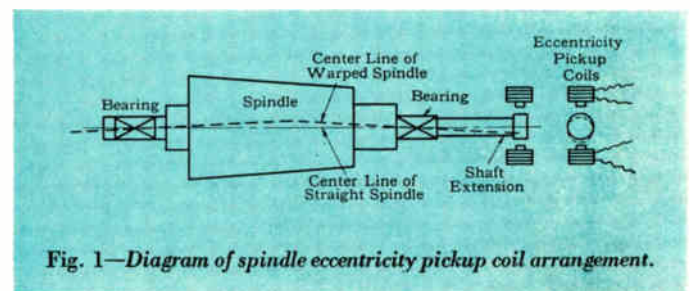 Eccentricity
Pickup
Coils
Center Line of
Warped Spindle
Bearing
Spindle
Bearing
Shaft
Extension
Center Line of
Straight Spindle
Fig. 1—Diagram of spindle eccentricity pickup coil arrangement.